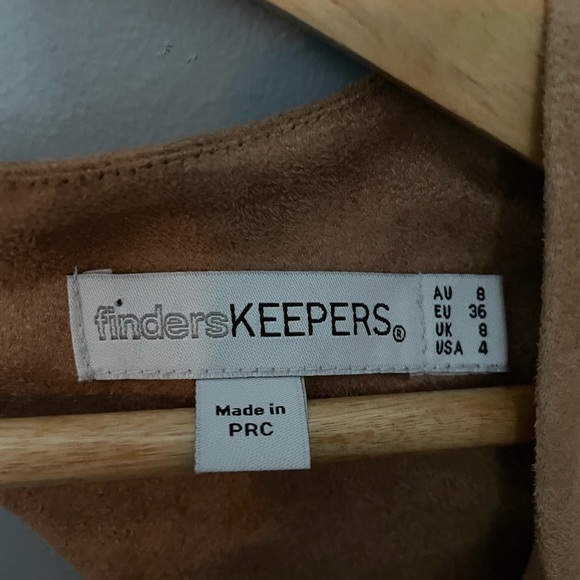 findersKEEPERS®
AU 8
EU 36
UK 8
USA 4
Made in
PRC